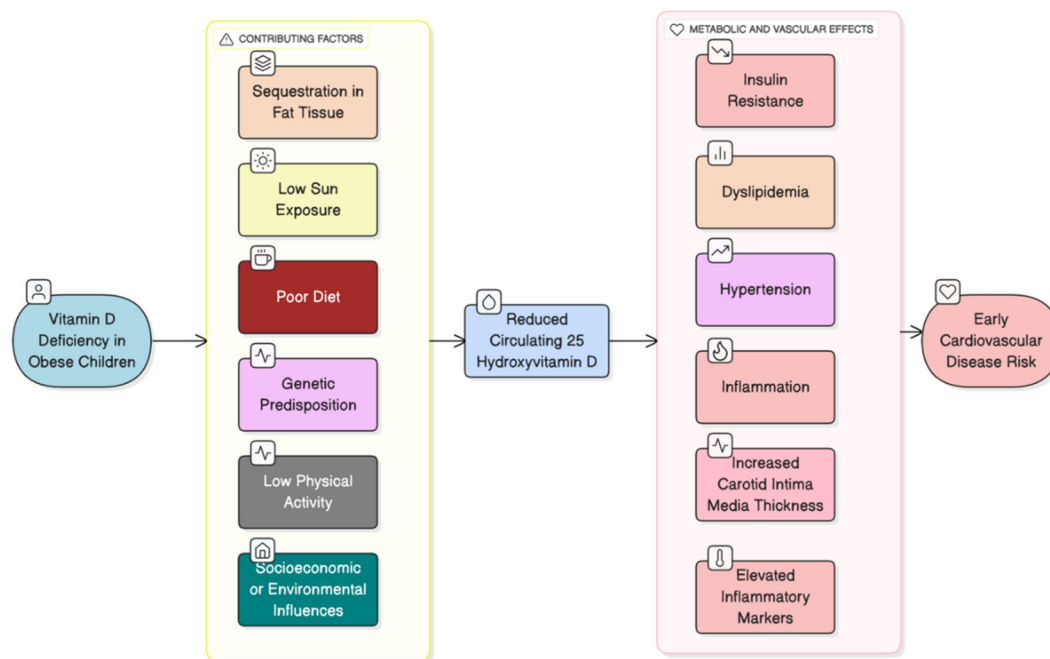 CONTRIBUTING FACTORS
Sequestration in
Fat Tissue
Low Sun
Exposure
Poor Diet
Genetic
Predisposition
Low Physical
Activity
Socioeconomic
or Environmental
Influences
Vitamin D
Deficiency in
Obese Children
Reduced
Circulating 25
Hydroxyvitamin D
METABOLIC AND VASCULAR EFFECTS
Insulin
Resistance
Dyslipidemia
Hypertension
Inflammation
Increased
Carotid Intima
Media Thickness
Elevated
Inflammatory
Markers
Early
Cardiovascular
Disease Risk